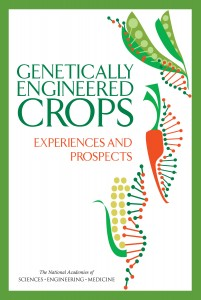 GENETICALLY
ENGINEERED
CROPS
EXPERIENCES AND
PROSPECTS
The National Academies of
SCIENCES • ENGINEERING • MEDICINE